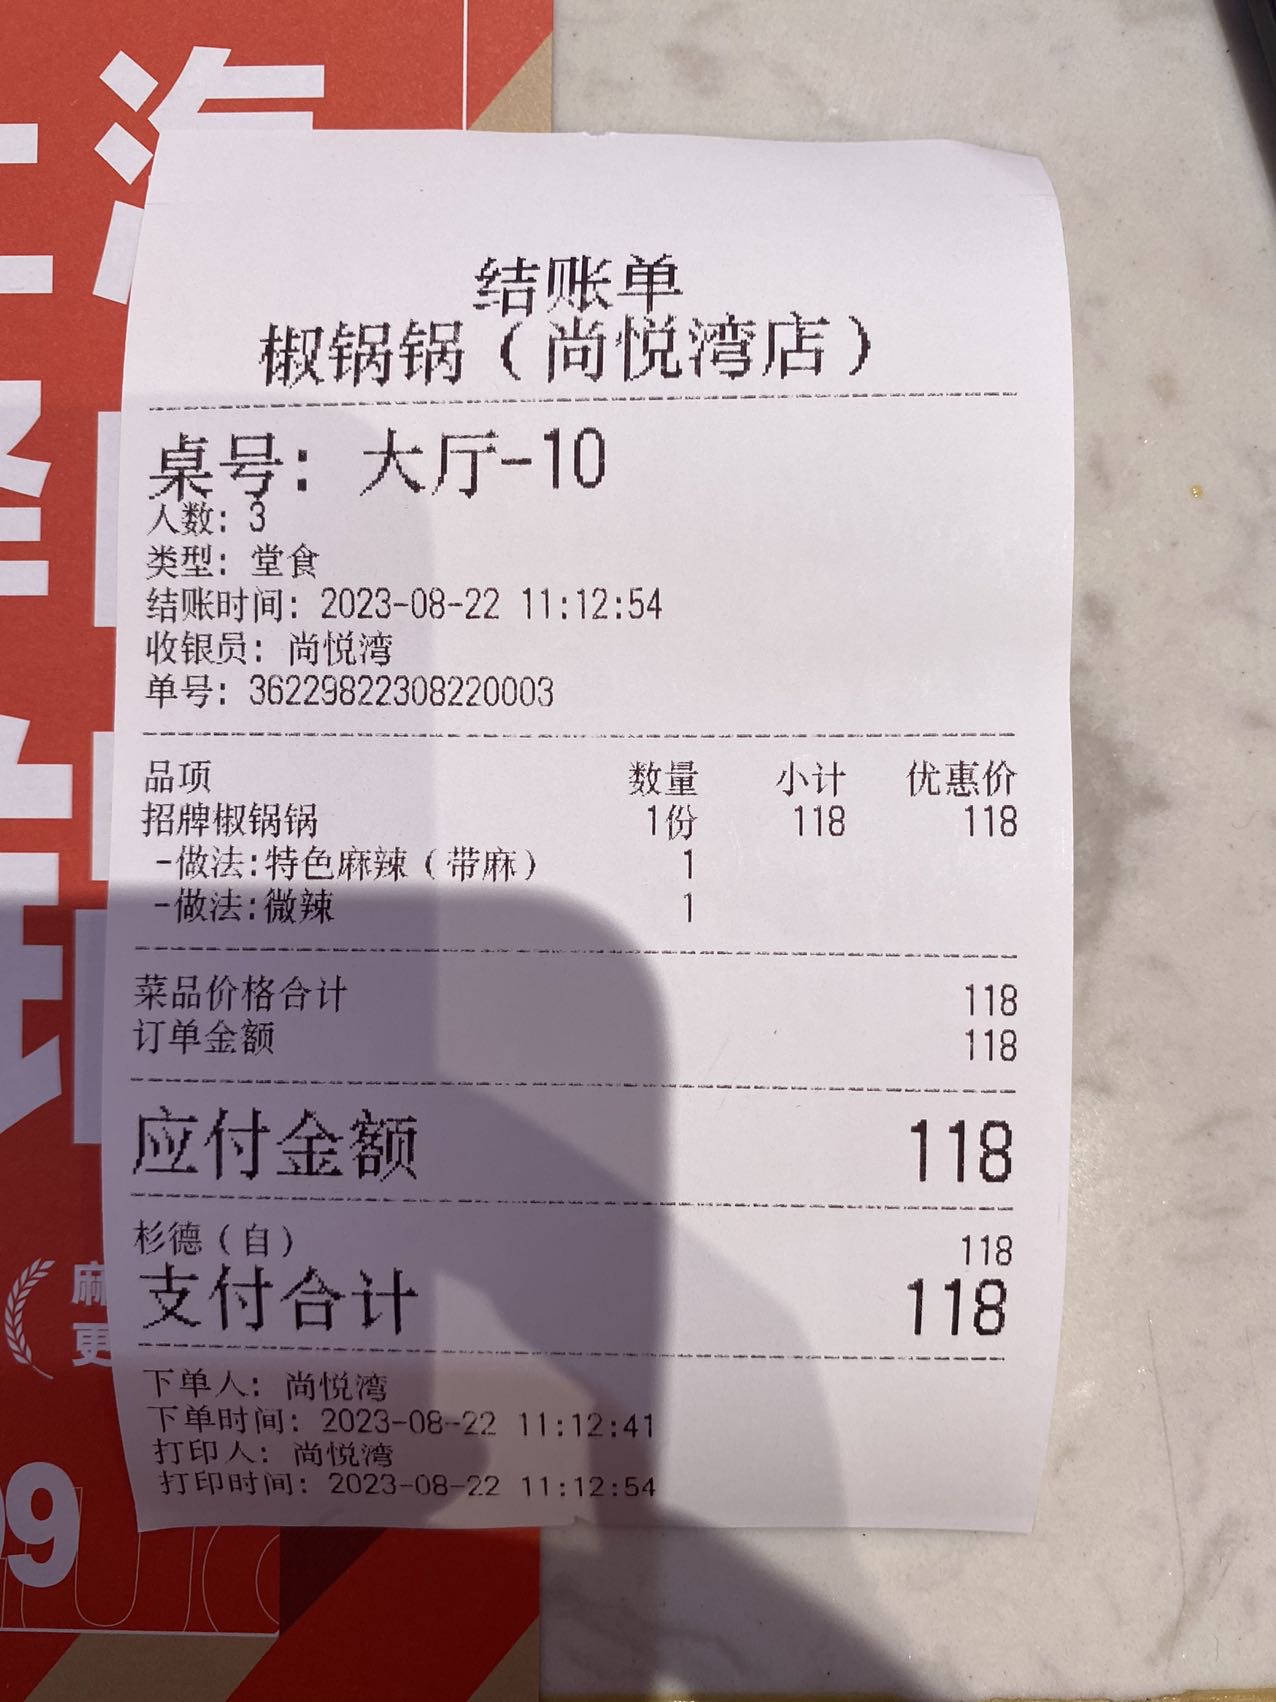 结账单
椒锅锅（尚悦湾店）
桌号: 大厅-10
人数: 3
类型: 堂食
结账时间: 2023-08-22 11:12:54
收银员: 尚悦湾
单号: 36229822308220003
品项 数量 小计 优惠价
招牌椒锅锅 1份 118 118
-做法:特色麻辣（带麻） 1
-做法:微辣 1
菜品价格合计 118
订单金额 118
应付金额 118
杉德（自） 118
支付合计 118
下单人: 尚悦湾
下单时间: 2023-08-22 11:12:41
打印人: 尚悦湾
打印时间: 2023-08-22 11:12:54
麻
更
9